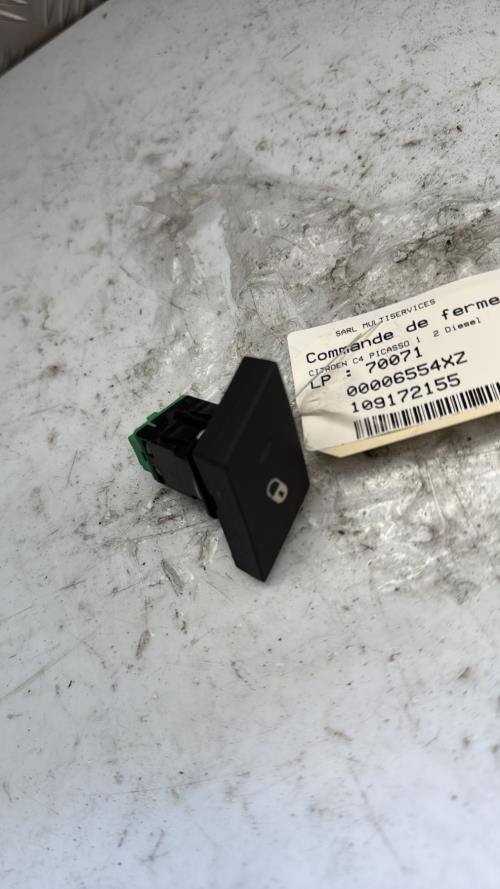 SARL MULTISERVICES
Commande de ferme
CITROEN C4 PICASSO 1 2 Diesel
LP : 70071
00006554XZ
109172155